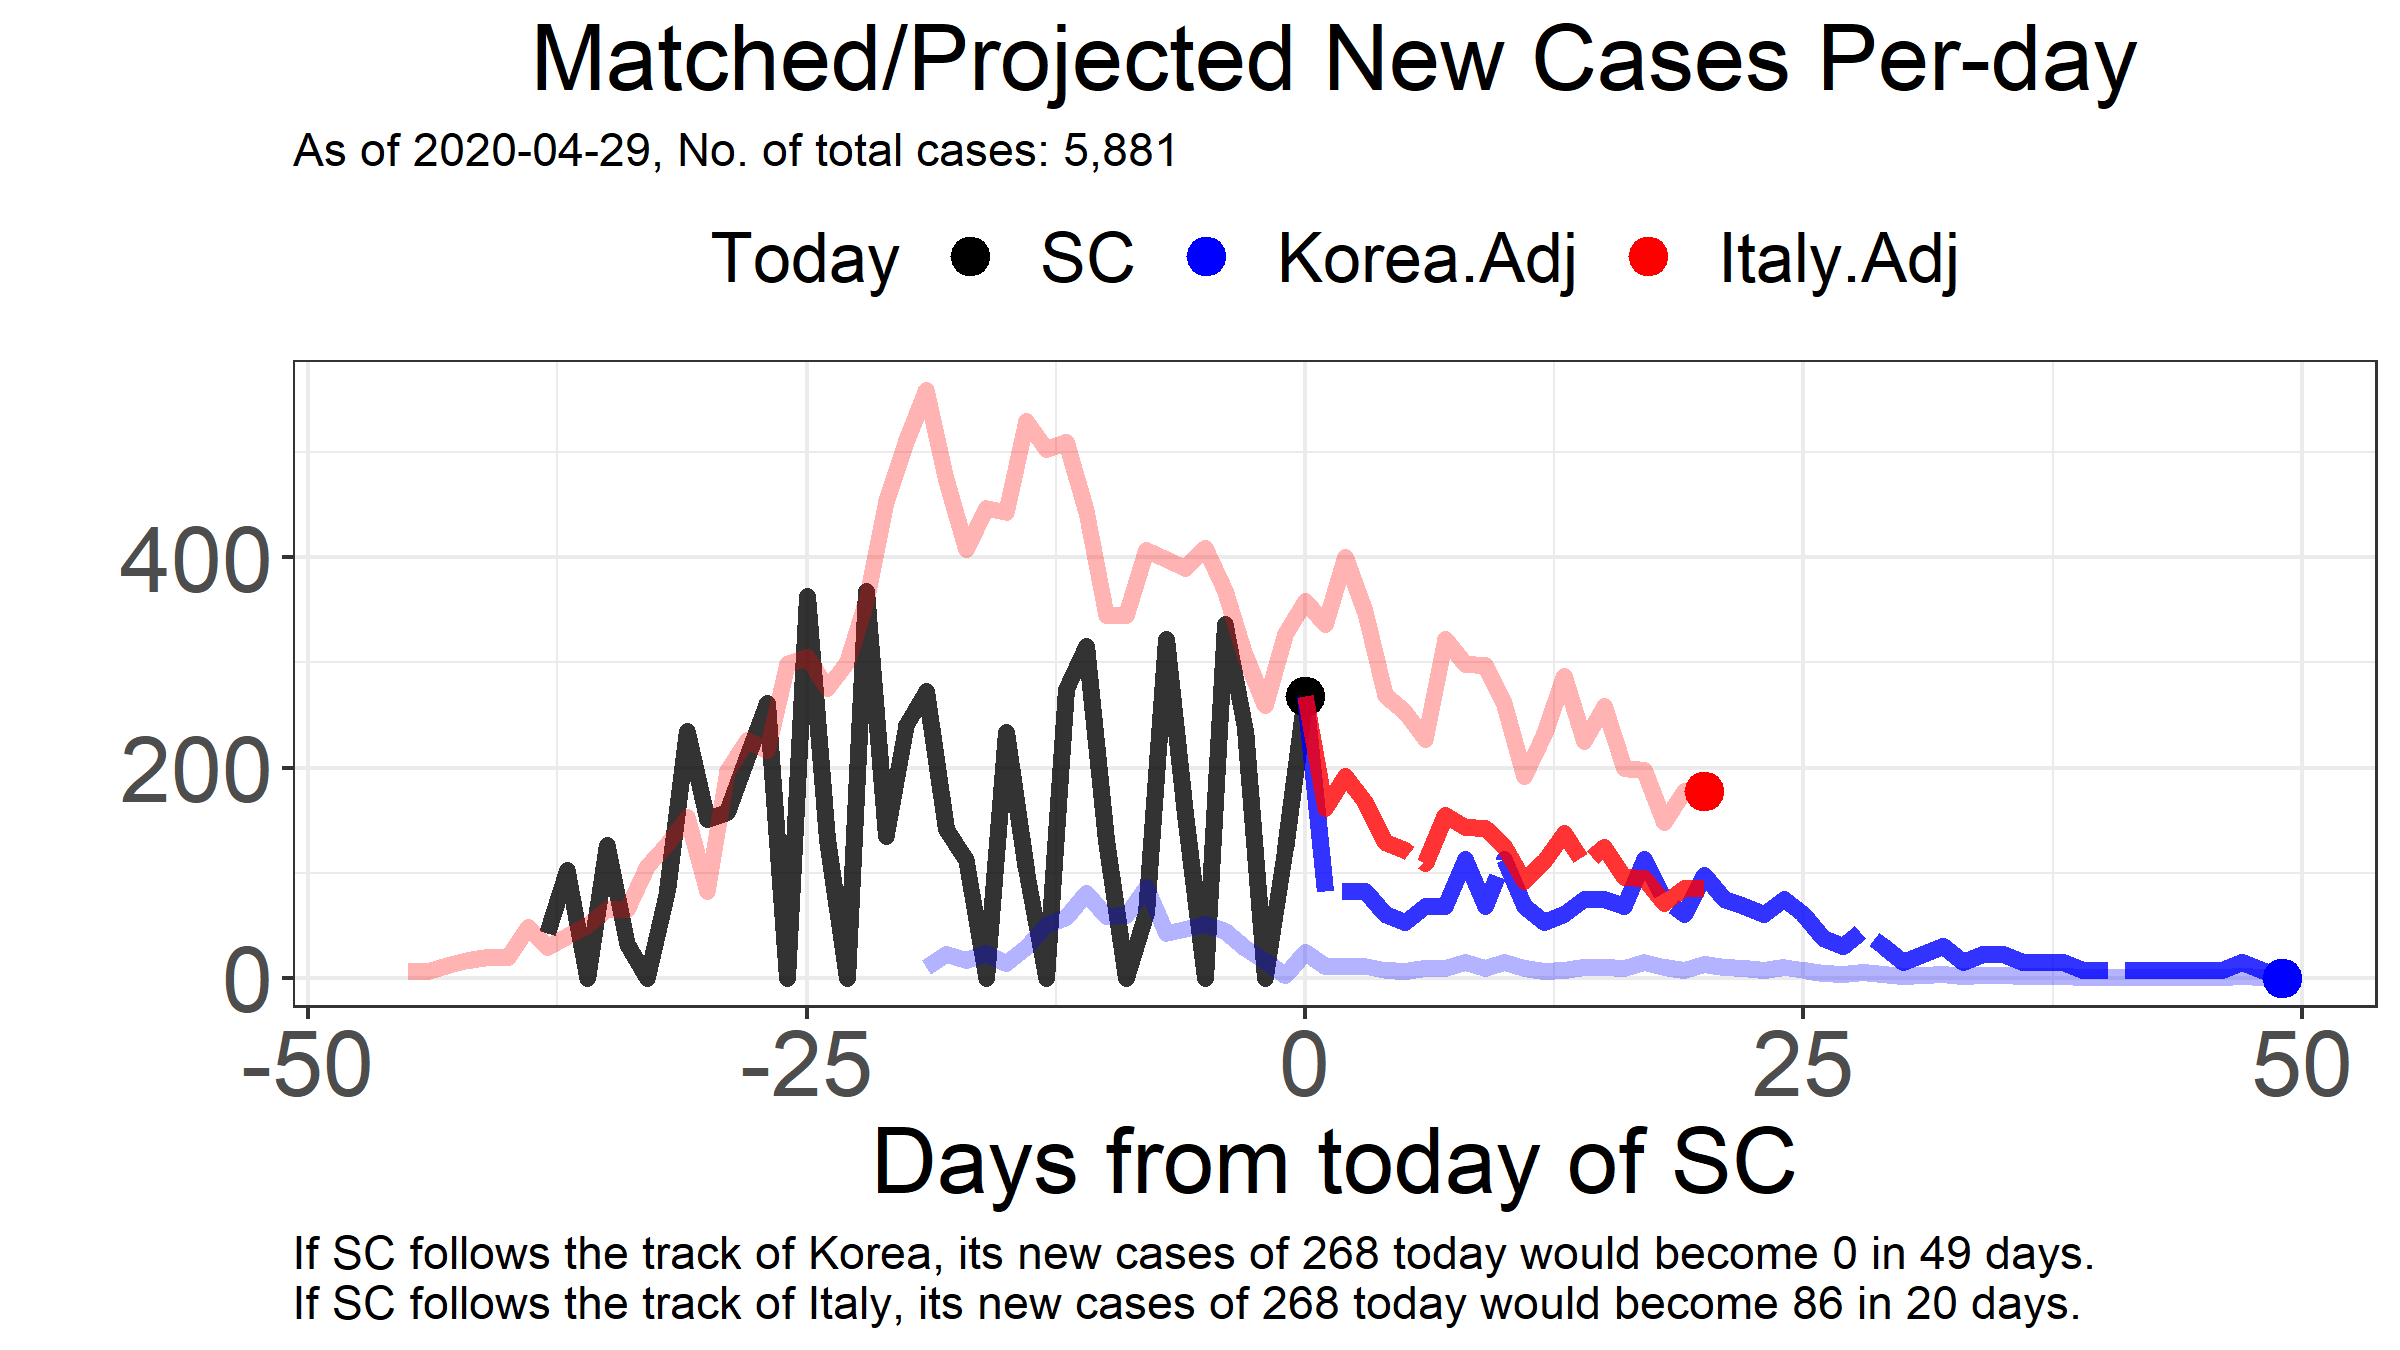 Matched/Projected New Cases Per-day
As of 2020-04-29, No. of total cases: 5,881
Today SC Korea.Adj Italy.Adj
400
200
0
-50 -25 0 25 50
Days from today of SC
If SC follows the track of Korea, its new cases of 268 today would become 0 in 49 days.
If SC follows the track of Italy, its new cases of 268 today would become 86 in 20 days.